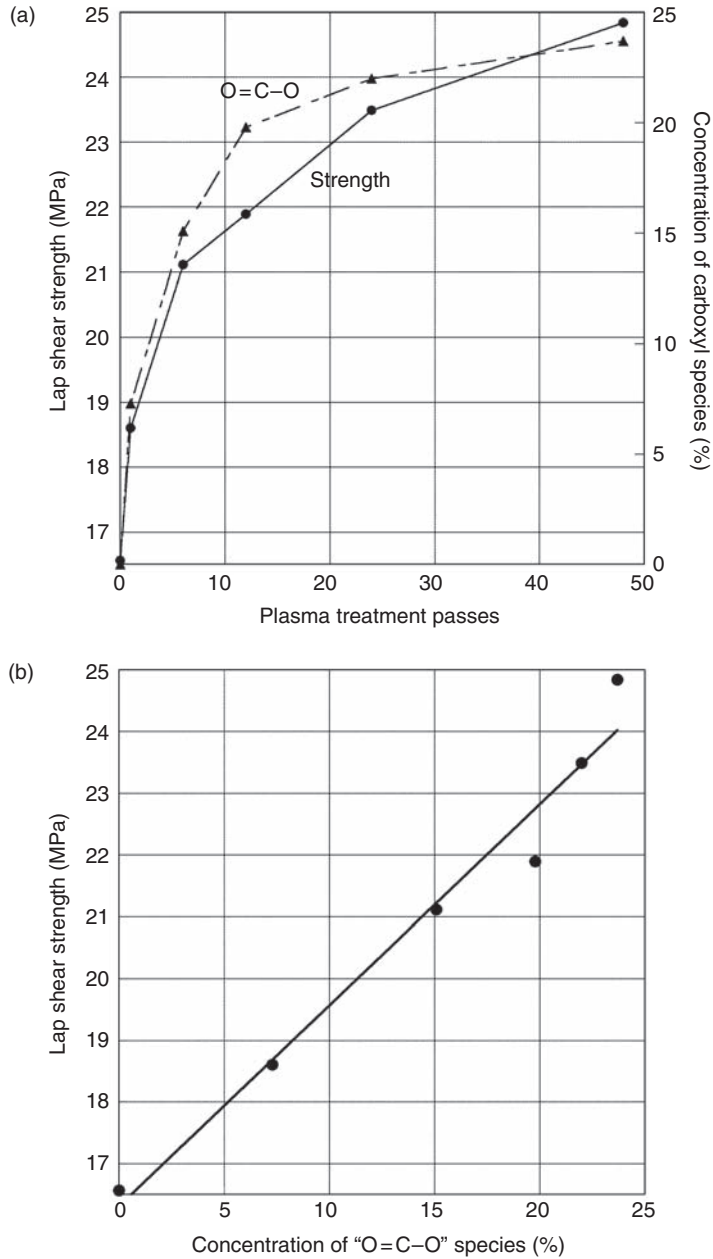 (a)
25
24
23
22
21
20
19
18
17
Lap shear strength (MPa)
O=C–O
Strength
25
20
15
10
5
0
Concentration of carboxyl species (%)
0 10 20 30 40 50
Plasma treatment passes
(b)
25
24
23
22
21
20
19
18
17
Lap shear strength (MPa)
0 5 10 15 20 25
Concentration of “O=C–O” species (%)